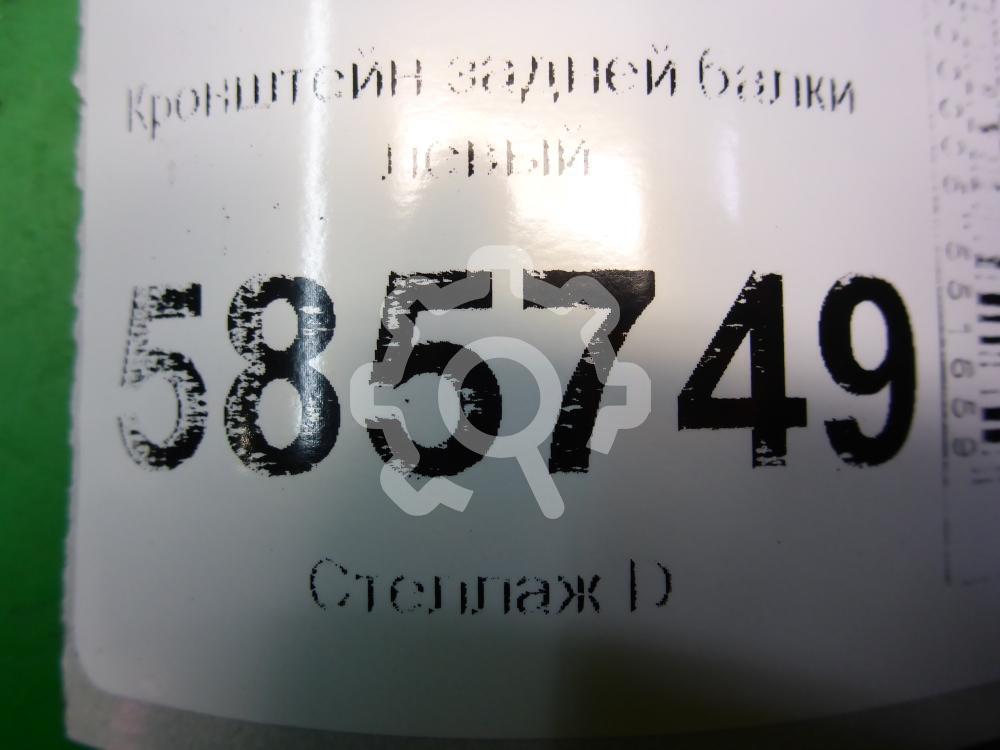 Кронштейн задней балки
левый
585749
Стеллаж D